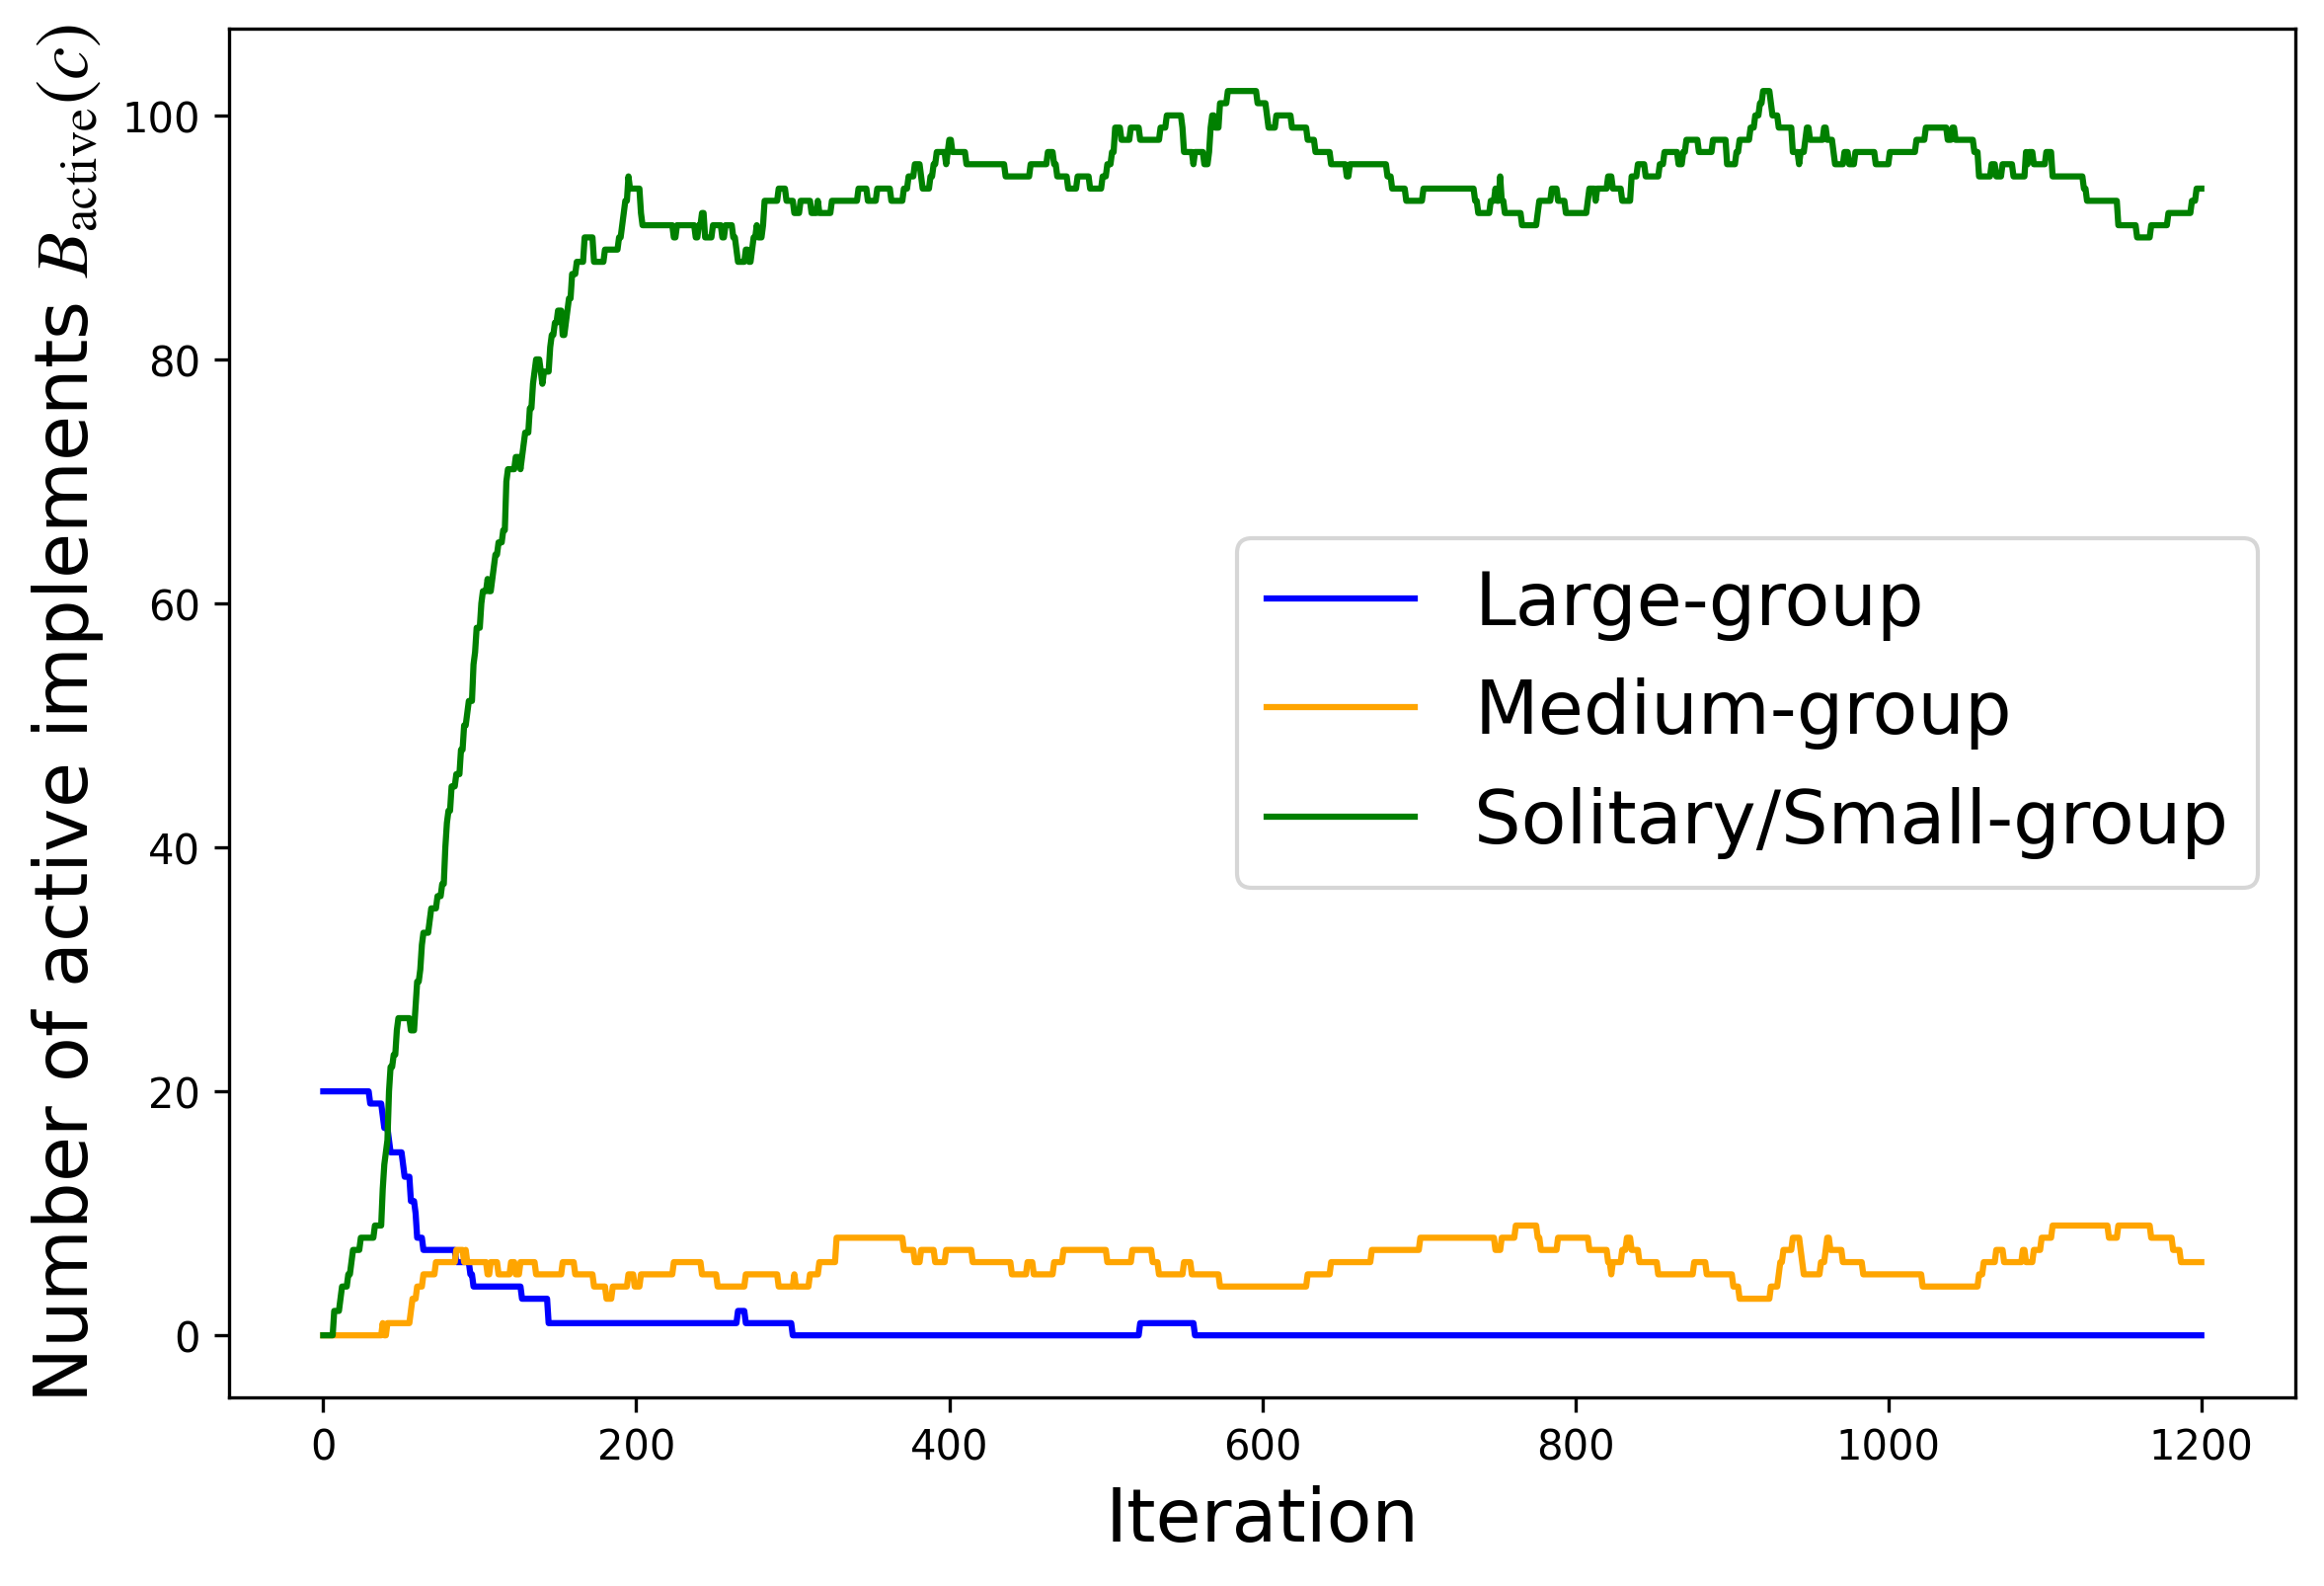 Number of active implements B_active(c)
100
80
60
40
20
0
Large-group
Medium-group
Solitary/Small-group
0 200 400 600 800 1000 1200
Iteration